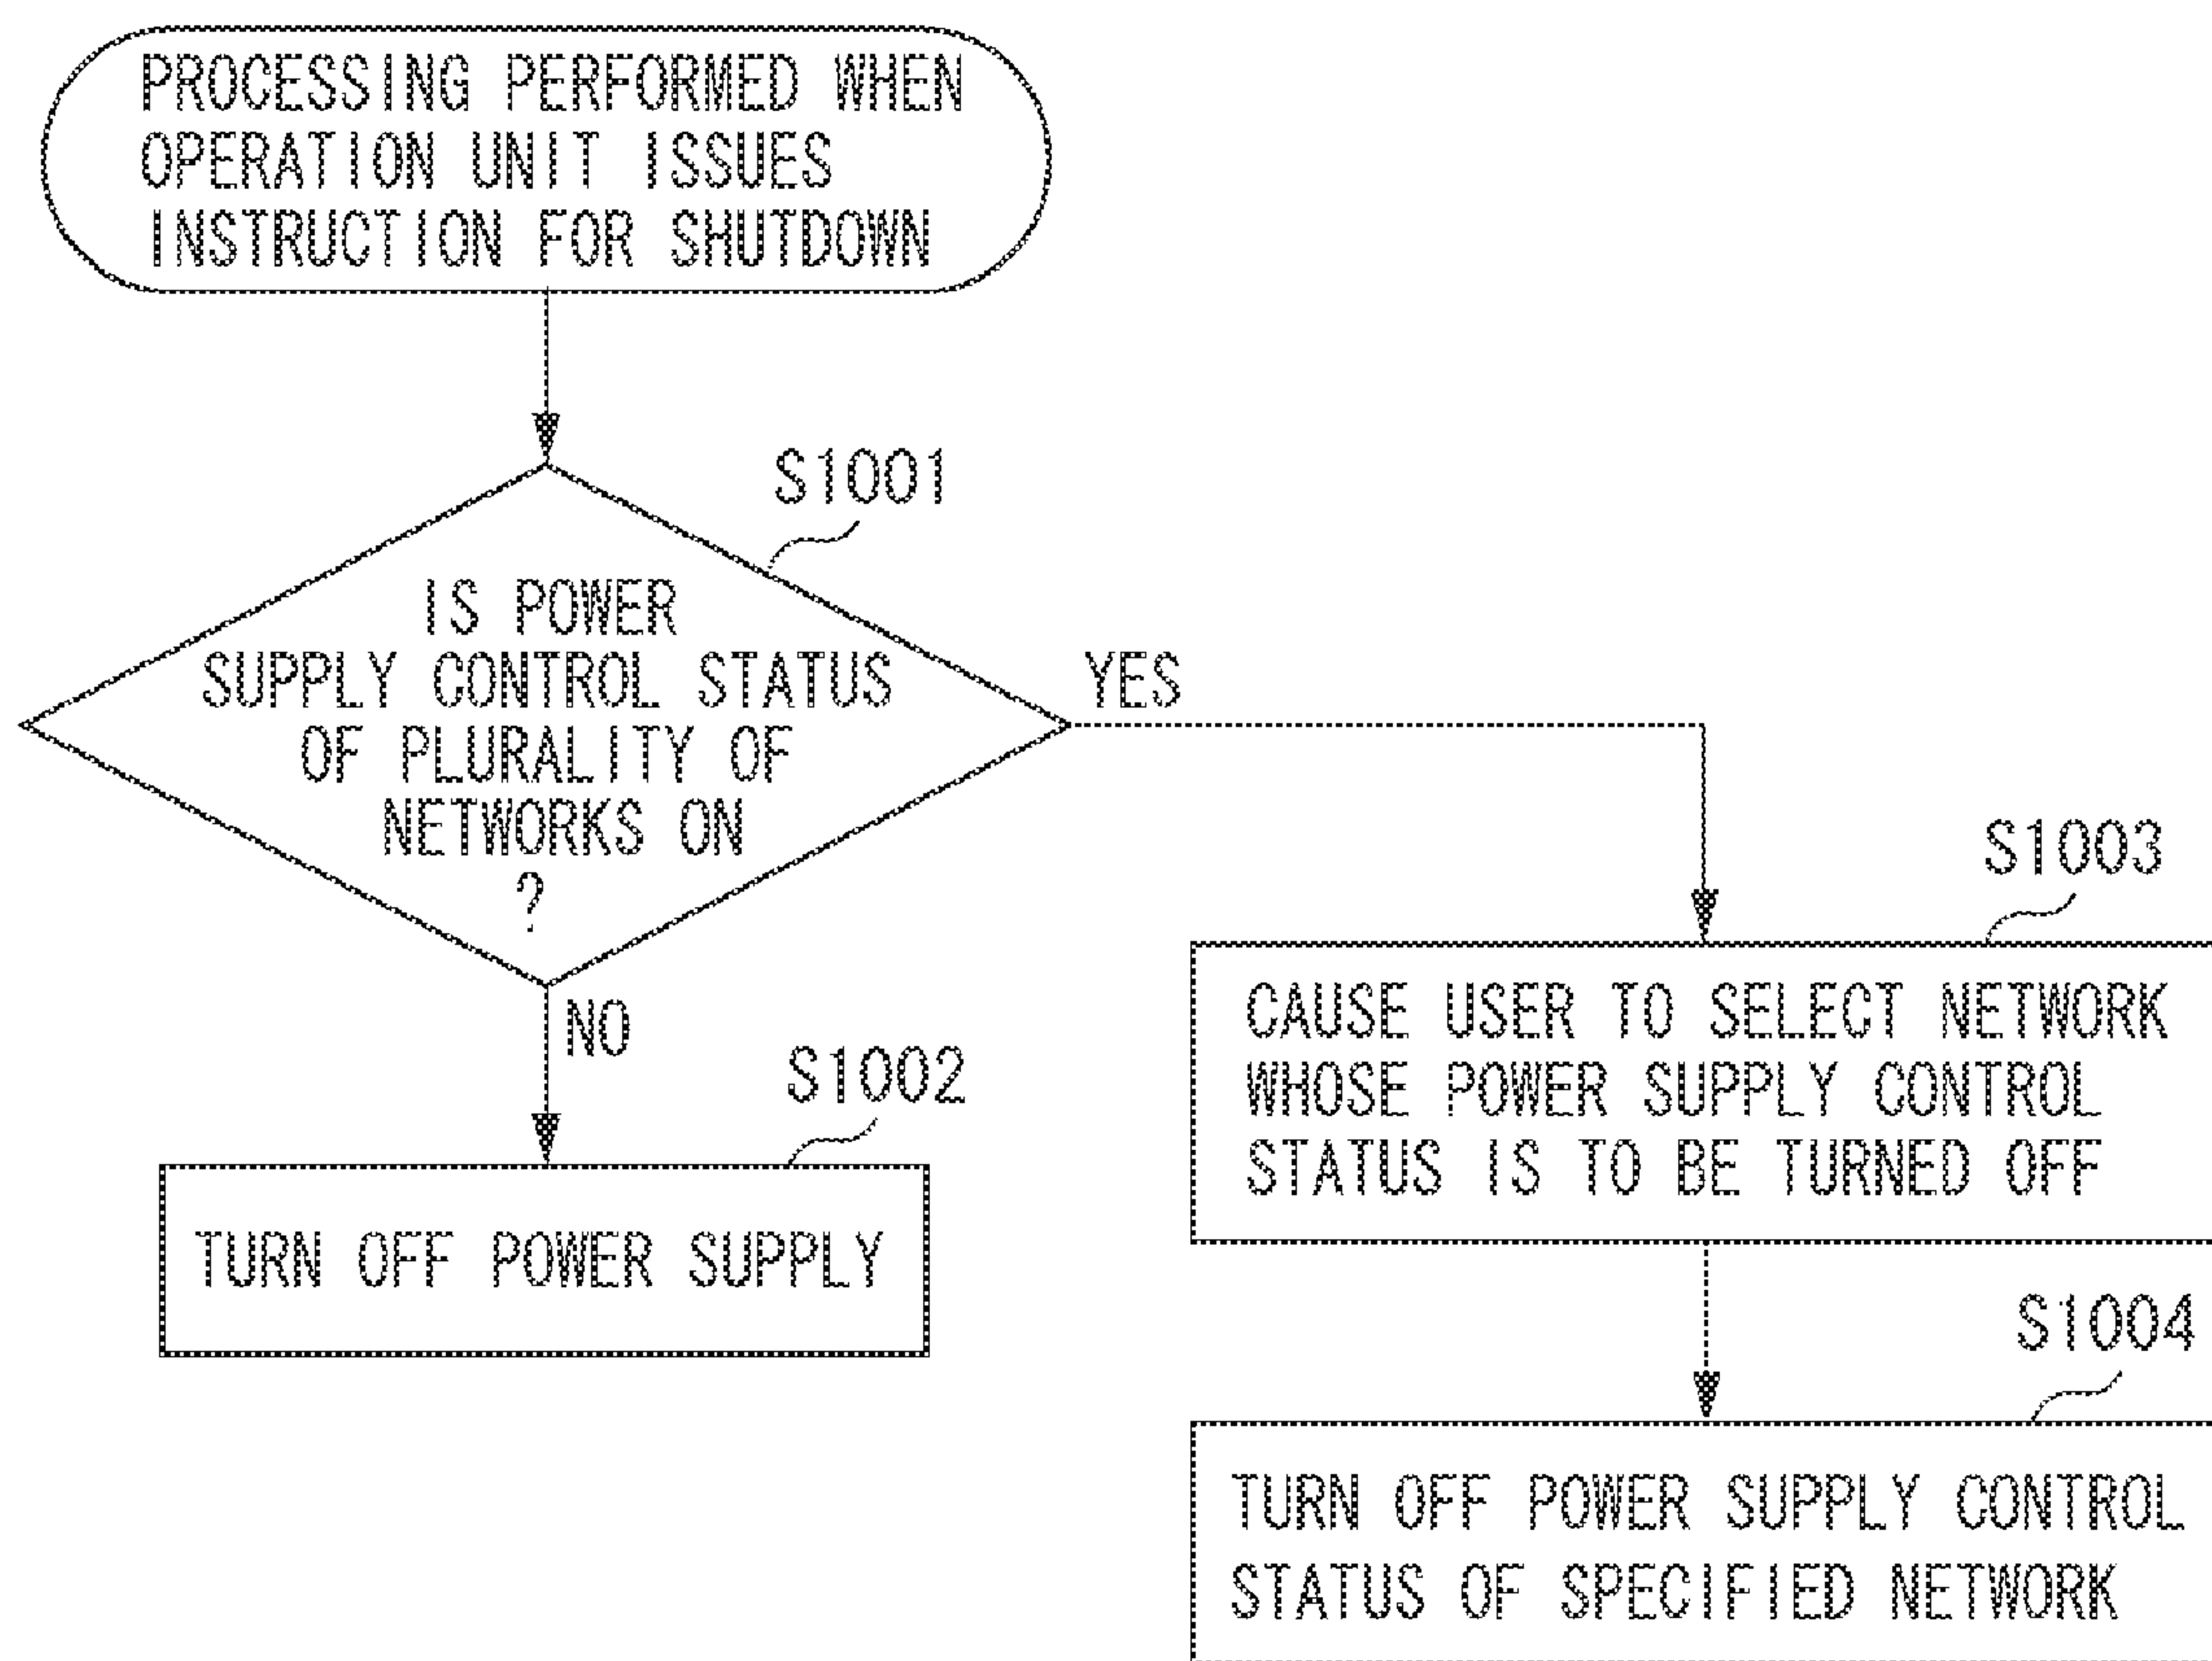 PROCESSING PERFORMED WHEN
OPERATION UNIT ISSUES
INSTRUCTION FOR SHUTDOWN
S1001
IS POWER
SUPPLY CONTROL STATUS
OF PLURALITY OF
NETWORKS ON
?
YES
NO
S1002
TURN OFF POWER SUPPLY
S1003
CAUSE USER TO SELECT NETWORK
WHOSE POWER SUPPLY CONTROL
STATUS IS TO BE TURNED OFF
S1004
TURN OFF POWER SUPPLY CONTROL
STATUS OF SPECIFIED NETWORK